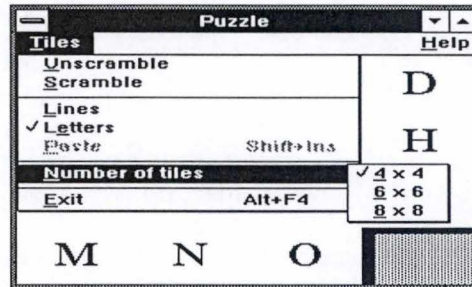 Puzzle
Tiles Help
Unscramble
Scramble
D
Lines
✓ Letters
H
Paste Shift+Ins
Number of tiles
✓ 4 x 4
6 x 6
8 x 8
Exit Alt+F4
M N O